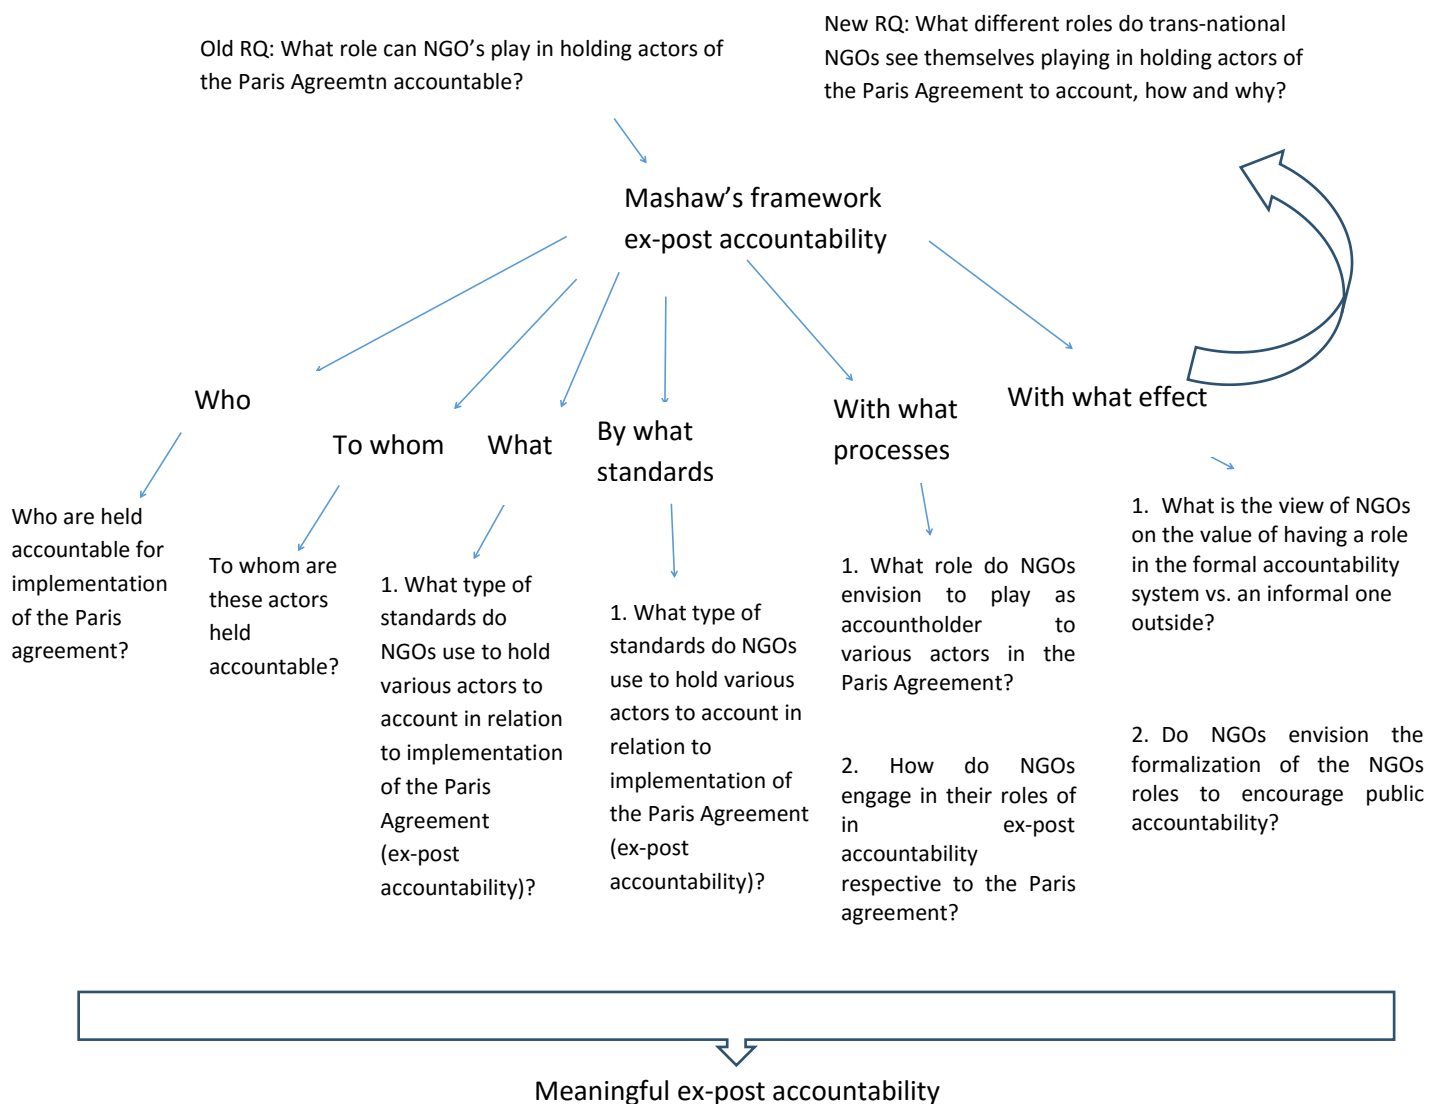 Old RQ: What role can NGO’s play in holding actors of
the Paris Agreemtn accountable?
New RQ: What different roles do trans-national
NGOs see themselves playing in holding actors of
the Paris Agreement to account, how and why?
Mashaw’s framework
ex-post accountability
Who
To whom
What
By what
standards
With what
processes
With what effect
Who are held
accountable for
implementation
of the Paris
agreement?
To whom are
these actors
held
accountable?
1. What type of
standards do
NGOs use to hold
various actors to
account in relation
to implementation
of the Paris
Agreement
(ex-post
accountability)?
1. What type of
standards do NGOs
use to hold various
actors to account in
relation to
implementation of
the Paris Agreement
(ex-post
accountability)?
1. What role do NGOs
envision to play as
accountholder to
various actors in the
Paris Agreement?
2. How do NGOs
engage in their roles of
in ex-post
accountability
respective to the Paris
agreement?
1. What is the view of NGOs
on the value of having a role
in the formal accountability
system vs. an informal one
outside?
2. Do NGOs envision the
formalization of the NGOs
roles to encourage public
accountability?
Meaningful ex-post accountability